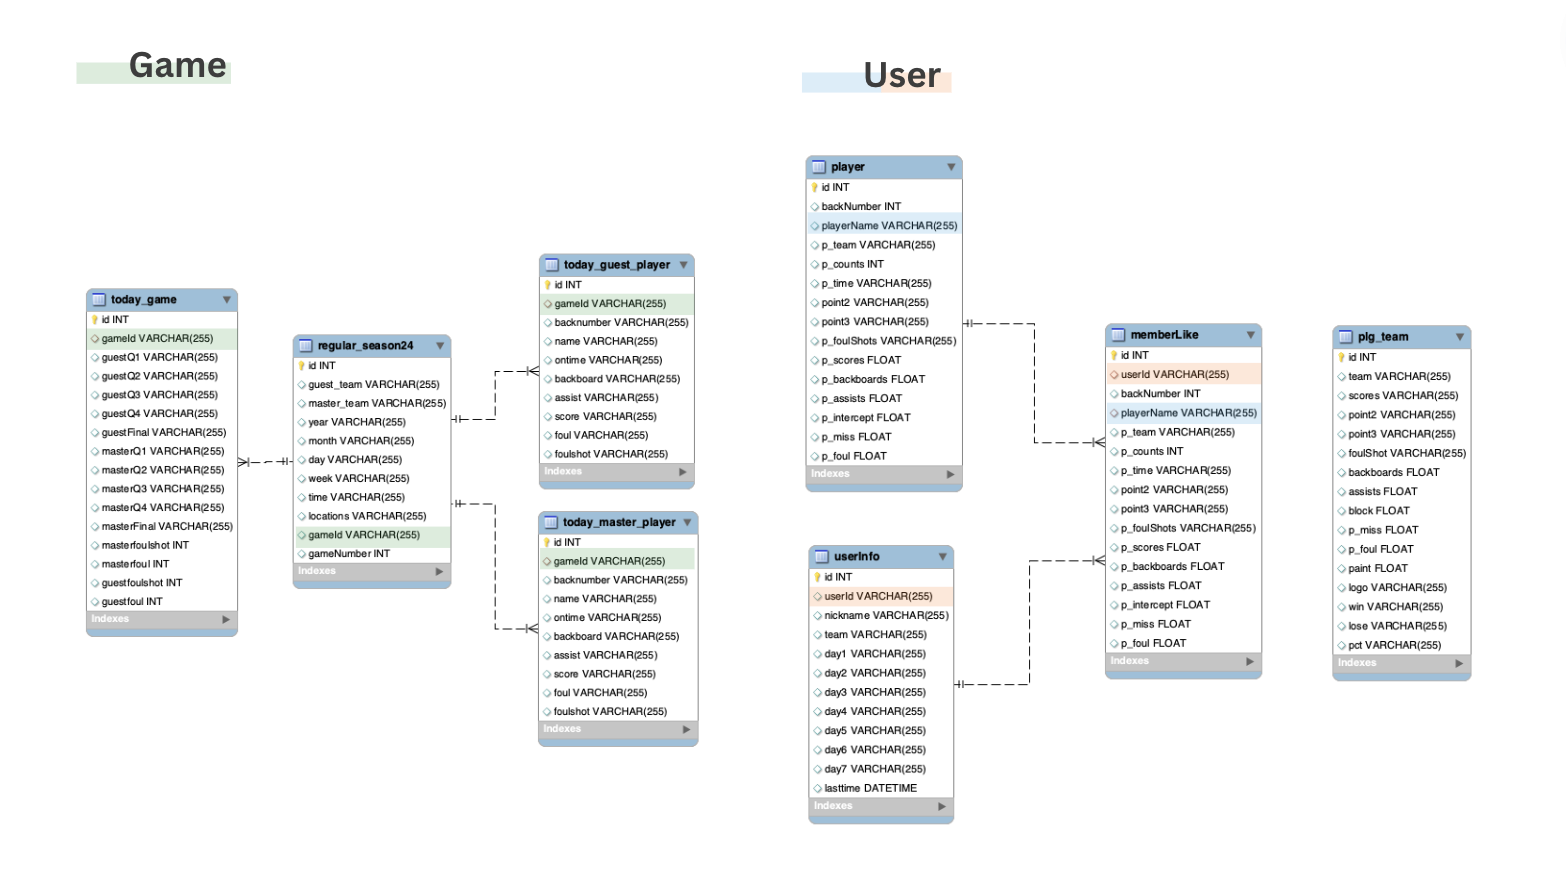 Game
User
today_game
id INT
gameId VARCHAR(255)
guestQ1 VARCHAR(255)
guestQ2 VARCHAR(255)
guestQ3 VARCHAR(255)
guestQ4 VARCHAR(255)
guestFinal VARCHAR(255)
masterQ1 VARCHAR(255)
masterQ2 VARCHAR(255)
masterQ3 VARCHAR(255)
masterQ4 VARCHAR(255)
masterFinal VARCHAR(255)
masterfoulshot INT
masterfoul INT
guestfoulshot INT
guestfoul INT
Indexes
regular_season24
id INT
guest_team VARCHAR(255)
master_team VARCHAR(255)
year VARCHAR(255)
month VARCHAR(255)
day VARCHAR(255)
week VARCHAR(255)
time VARCHAR(255)
locations VARCHAR(255)
gameId VARCHAR(255)
gameNumber INT
Indexes
today_guest_player
id INT
gameId VARCHAR(255)
backnumber VARCHAR(255)
name VARCHAR(255)
ontime VARCHAR(255)
backboard VARCHAR(255)
assist VARCHAR(255)
score VARCHAR(255)
foul VARCHAR(255)
foulshot VARCHAR(255)
Indexes
today_master_player
id INT
gameId VARCHAR(255)
backnumber VARCHAR(255)
name VARCHAR(255)
ontime VARCHAR(255)
backboard VARCHAR(255)
assist VARCHAR(255)
score VARCHAR(255)
foul VARCHAR(255)
foulshot VARCHAR(255)
Indexes
player
id INT
backNumber INT
playerName VARCHAR(255)
p_team VARCHAR(255)
p_counts INT
p_time VARCHAR(255)
point2 VARCHAR(255)
point3 VARCHAR(255)
p_foulShots VARCHAR(255)
p_scores FLOAT
p_backboards FLOAT
p_assists FLOAT
p_intercept FLOAT
p_miss FLOAT
p_foul FLOAT
Indexes
userInfo
id INT
userId VARCHAR(255)
nickname VARCHAR(255)
team VARCHAR(255)
day1 VARCHAR(255)
day2 VARCHAR(255)
day3 VARCHAR(255)
day4 VARCHAR(255)
day5 VARCHAR(255)
day6 VARCHAR(255)
day7 VARCHAR(255)
lasttime DATETIME
Indexes
memberLike
id INT
userId VARCHAR(255)
backNumber INT
playerName VARCHAR(255)
p_team VARCHAR(255)
p_counts INT
p_time VARCHAR(255)
point2 VARCHAR(255)
point3 VARCHAR(255)
p_foulShots VARCHAR(255)
p_scores FLOAT
p_backboards FLOAT
p_assists FLOAT
p_intercept FLOAT
p_miss FLOAT
p_foul FLOAT
Indexes
plg_team
id INT
team VARCHAR(255)
scores VARCHAR(255)
point2 VARCHAR(255)
point3 VARCHAR(255)
foulShot VARCHAR(255)
backboards FLOAT
assists FLOAT
block FLOAT
p_miss FLOAT
p_foul FLOAT
paint FLOAT
logo VARCHAR(255)
win VARCHAR(255)
lose VARCHAR(255)
pct VARCHAR(255)
Indexes